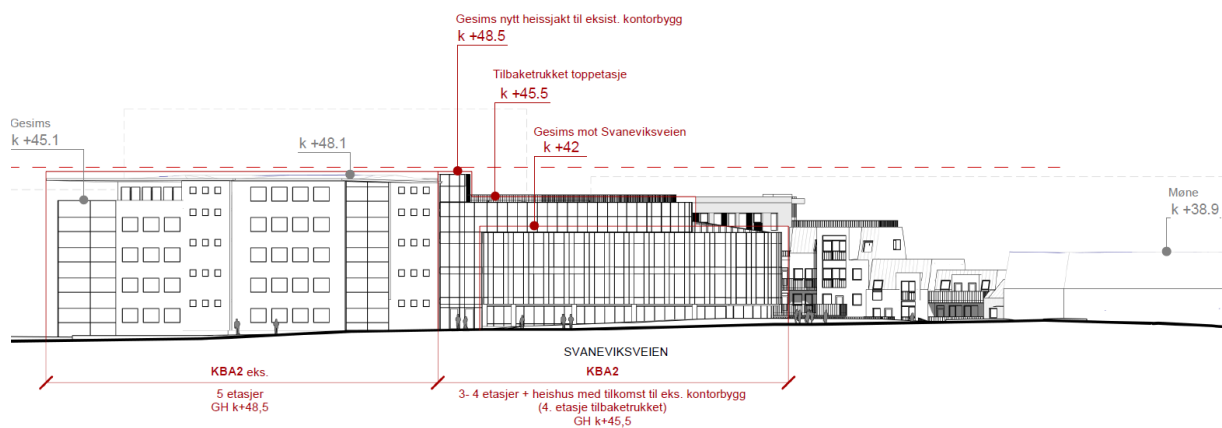 Gesims nytt heissjakt til eksist. kontorbygg
k +48.5
Tilbaketrukket toppetasje
k +45.5
Gesims
k +45.1
k +48.1
Gesims mot Svaneviksveien
k +42
Møne
k +38.9
SVANEVIKSVEIEN
KBA2 eks.
5 etasjer
GH k+48,5
KBA2
3- 4 etasjer + heishus med tilkomst til eks. kontorbygg
(4. etasje tilbaketrukket)
GH k+45,5